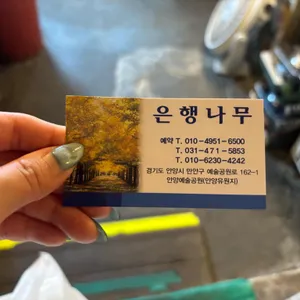 은행나무
예약 T. 010-4951-6500
T. 031-471-5853
T. 010-6230-4242
경기도 안양시 만안구 예술공원로 162-1
안양예술공원(안양유원지)